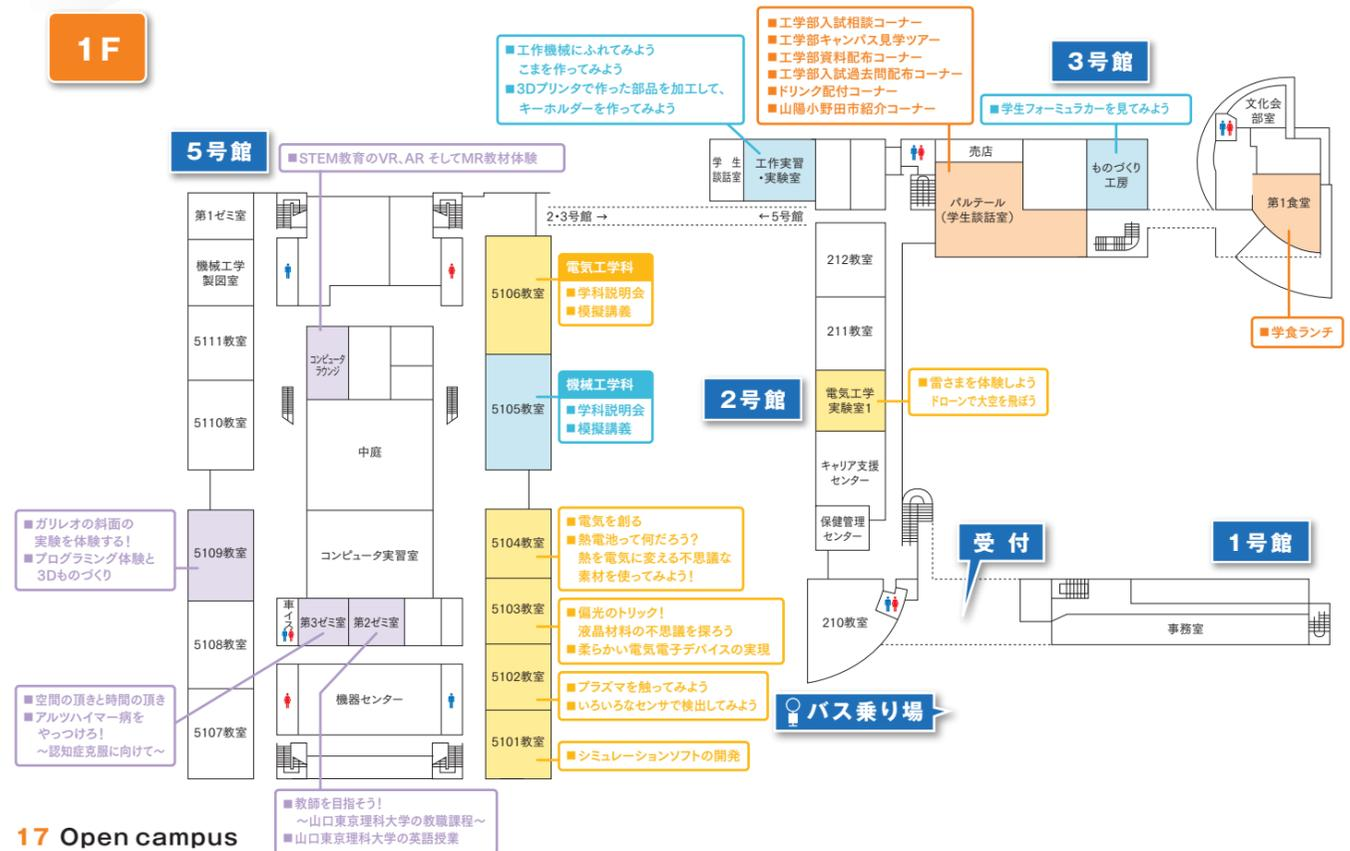 1F
■工作機械にふれてみよう
こまを作ってみよう
■3Dプリンタで作った部品を加工して、
キーホルダーを作ってみよう
■工学部入試相談コーナー
■工学部キャンパス見学ツアー
■工学部資料配布コーナー
■工学部入試過去問配布コーナー
■ドリンク配付コーナー
■山陽小野田市紹介コーナー
3号館
■学生フォーミュラカーを見てみよう
文化会
部室
5号館
■STEM教育のVR、AR そしてMR教材体験
学 生
談話室
工作実習
・実験室
売店
パルテール
(学生談話室)
ものづくり
工房
第1食堂
■学食ランチ
第1ゼミ室
機械工学
製図室
5111教室
5110教室
2・3号館 →
←5号館
5106教室
電気工学科
■学科説明会
■模擬講義
5105教室
機械工学科
■学科説明会
■模擬講義
コンピュータ
ラウンジ
中庭
コンピュータ実習室
212教室
211教室
2号館
電気工学
実験室1
■雷さまを体験しよう
ドローンで大空を飛ぼう
キャリア支援
センター
保健管理
センター
210教室
受 付
1号館
事務室
バス乗り場
■ガリレオの斜面の
実験を体験する!
■プログラミング体験と
3Dものづくり
5109教室
5108教室
5107教室
車イス
第3ゼミ室
第2ゼミ室
機器センター
■空間の頂きと時間の頂き
■アルツハイマー病を
やっつけろ!
〜認知症克服に向けて〜
■教師を目指そう!
〜山口東京理科大学の教職課程〜
■山口東京理科大学の英語授業
5104教室
■電気を創る
■熱電池って何だろう?
熱を電気に変える不思議な
素材を使ってみよう!
5103教室
■偏光のトリック!
液晶材料の不思議を探ろう
■柔らかい電気電子デバイスの実現
5102教室
■プラズマを触ってみよう
■いろいろなセンサで検出してみよう
5101教室
■シミュレーションソフトの開発
17 Open campus